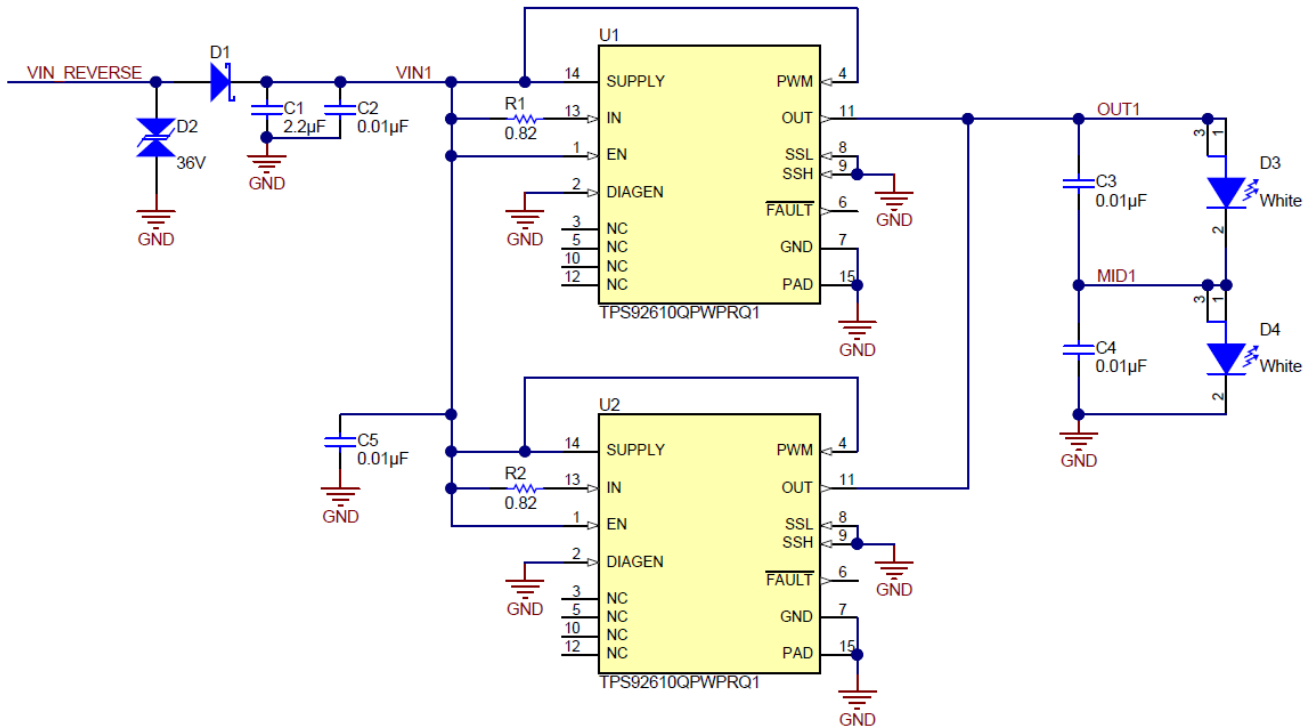 VIN_REVERSE
D1
VIN1
D2
36V
GND
C1
2.2µF
C2
0.01µF
GND
R1
0.82
U1
14 SUPPLY PWM 4
13 IN OUT 11
1 EN SSL 8
SSH 9
2 DIAGEN
FAULT 6
3 NC
5 NC GND 7
10 NC
12 NC PAD 15
TPS92610QPWPRQ1
GND
GND
GND
OUT1
C3
0.01µF
3 1
D3
White
2
MID1
C4
0.01µF
3 1
D4
White
2
GND
C5
0.01µF
GND
R2
0.82
U2
14 SUPPLY PWM 4
13 IN OUT 11
1 EN SSL 8
SSH 9
2 DIAGEN
FAULT 6
3 NC
5 NC GND 7
10 NC
12 NC PAD 15
TPS92610QPWPRQ1
GND
GND
GND